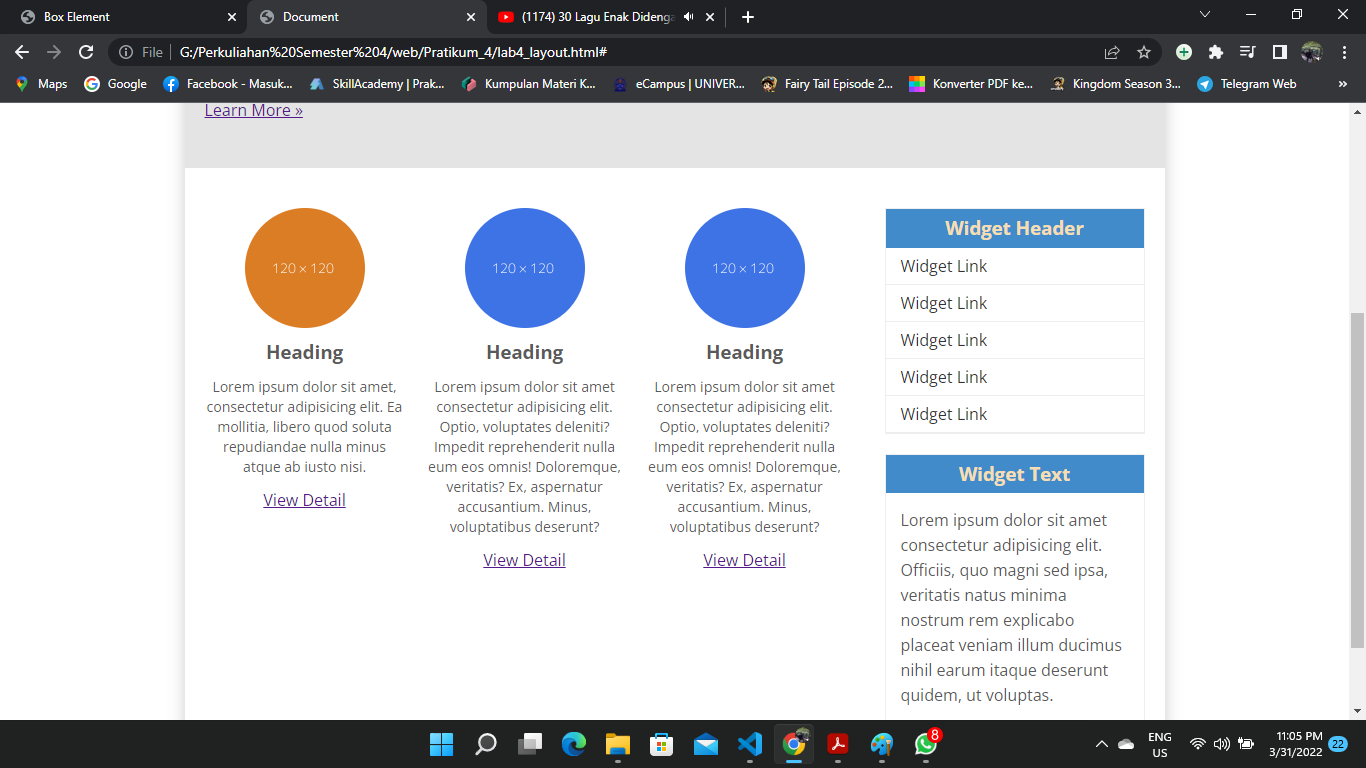 Box Element
Document
(1174) 30 Lagu Enak Didenga
File
G:/Perkuliahan%20Semester%204/web/Pratikum_4/lab4_layout.html#
Maps
Google
Facebook - Masuk...
SkillAcademy | Prak...
Kumpulan Materi K...
eCampus | UNIVER...
Fairy Tail Episode 2...
Konverter PDF ke...
Kingdom Season 3...
Telegram Web
»
Learn More »
120 × 120
Heading
Lorem ipsum dolor sit amet,
consectetur adipisicing elit. Ea
mollitia, libero quod soluta
repudiandae nulla minus
atque ab iusto nisi.
View Detail
120 × 120
Heading
Lorem ipsum dolor sit amet
consectetur adipisicing elit.
Optio, voluptates deleniti?
Impedit reprehenderit nulla
eum eos omnis! Doloremque,
veritatis? Ex, aspernatur
accusantium. Minus,
voluptatibus deserunt?
View Detail
120 × 120
Heading
Lorem ipsum dolor sit amet
consectetur adipisicing elit.
Optio, voluptates deleniti?
Impedit reprehenderit nulla
eum eos omnis! Doloremque,
veritatis? Ex, aspernatur
accusantium. Minus,
voluptatibus deserunt?
View Detail
Widget Header
Widget Link
Widget Link
Widget Link
Widget Link
Widget Link
Widget Text
Lorem ipsum dolor sit amet
consectetur adipisicing elit.
Officiis, quo magni sed ipsa,
veritatis natus minima
nostrum rem explicabo
placeat veniam illum ducimus
nihil earum itaque deserunt
quidem, ut voluptas.
8
ENG
US
11:05 PM
3/31/2022
22